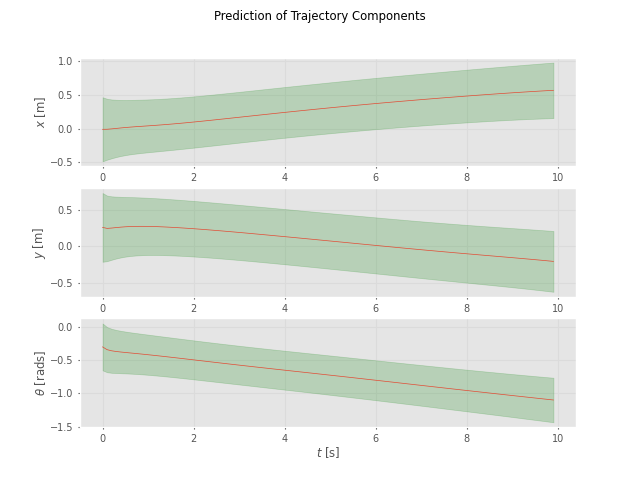 Prediction of Trajectory Components
1.0
0.5
0.0
−0.5
x [m]
0 2 4 6 8 10
0.5
0.0
−0.5
y [m]
0 2 4 6 8 10
0.0
−0.5
−1.0
−1.5
θ [rads]
0 2 4 6 8 10
t [s]